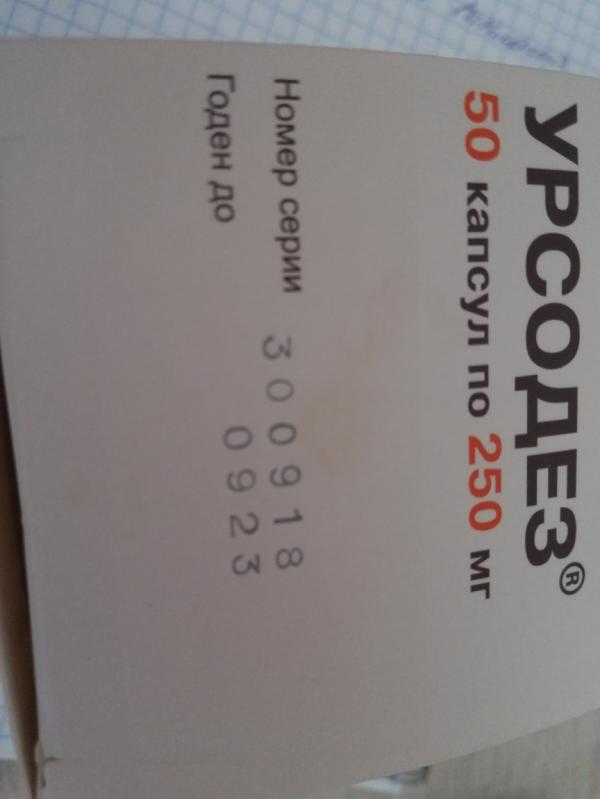 УРСОДЕЗ®
50 капсул по 250 мг
Номер серии 300918
Годен до 0923